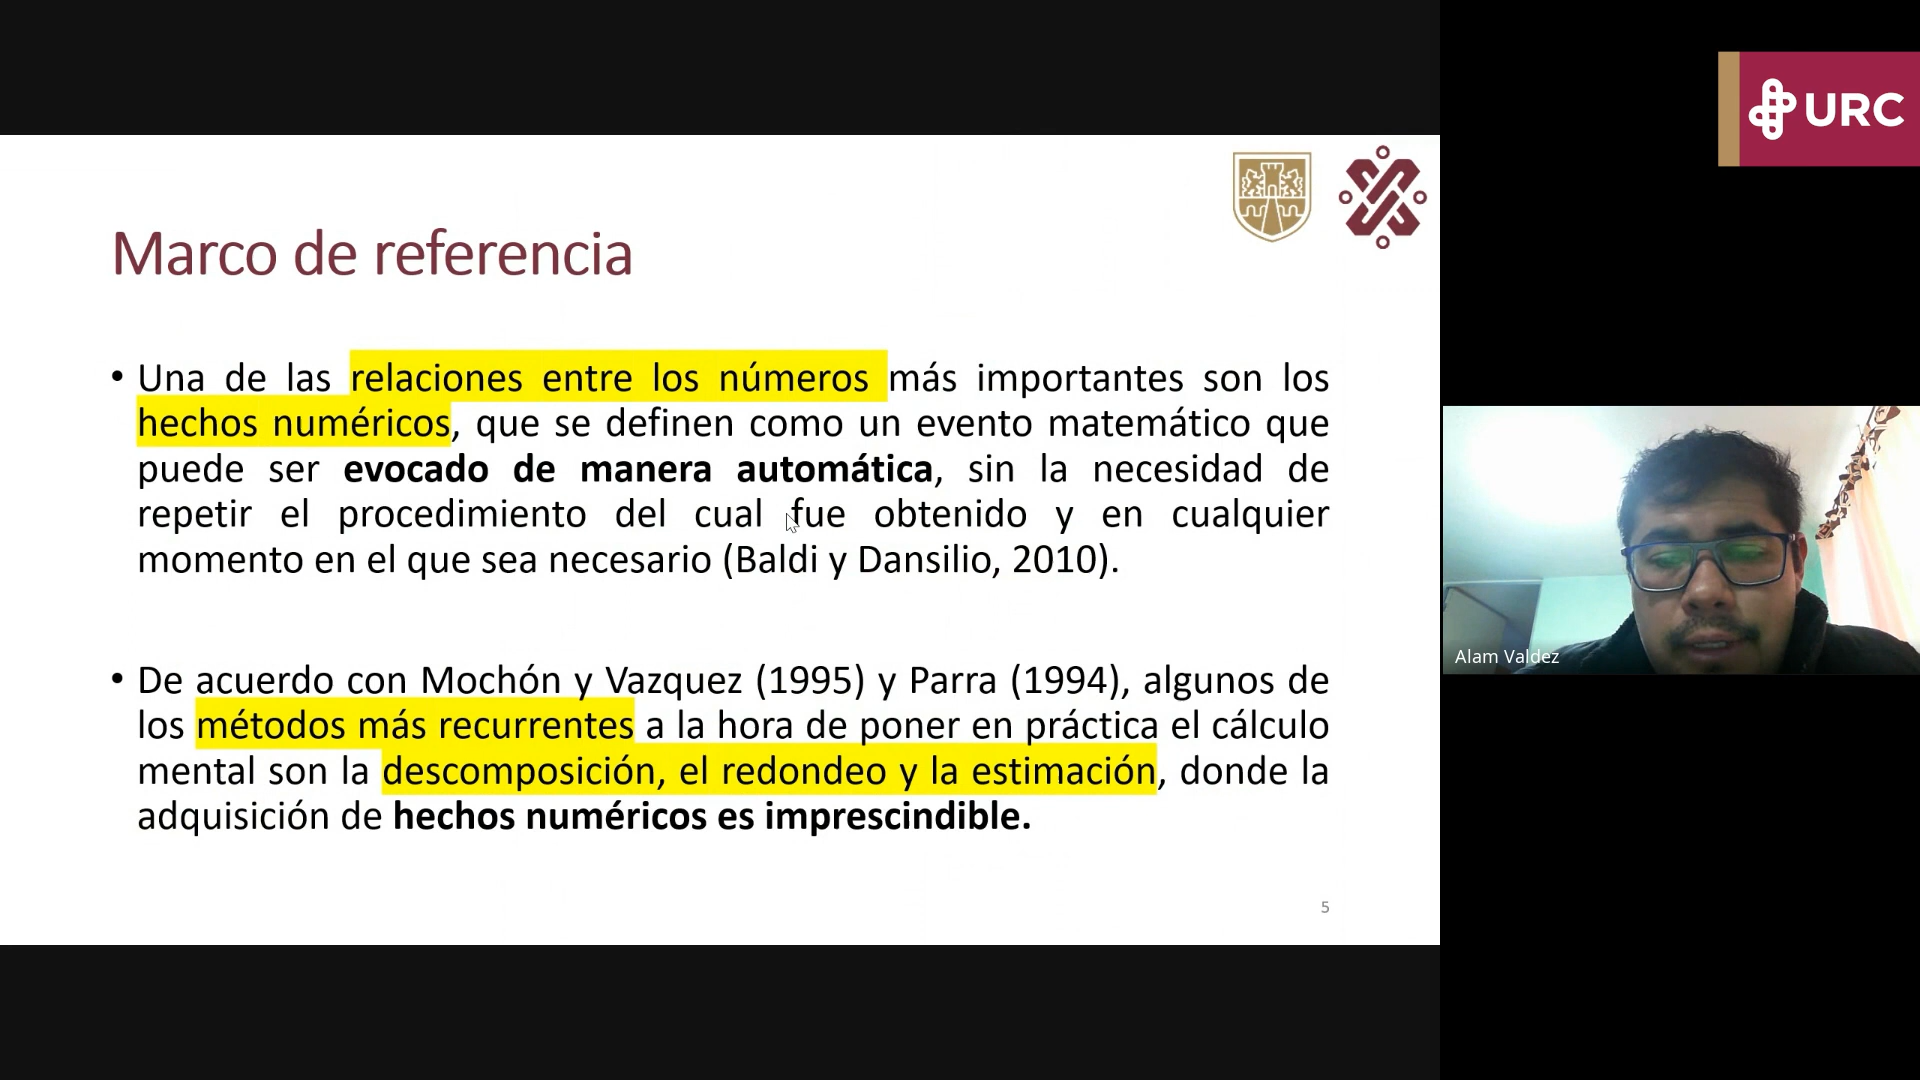 URC
Marco de referencia
• Una de las relaciones entre los números más importantes son los
hechos numéricos, que se definen como un evento matemático que
puede ser evocado de manera automática, sin la necesidad de
repetir el procedimiento del cual fue obtenido y en cualquier
momento en el que sea necesario (Baldi y Dansilio, 2010).
• De acuerdo con Mochón y Vazquez (1995) y Parra (1994), algunos de
los métodos más recurrentes a la hora de poner en práctica el cálculo
mental son la descomposición, el redondeo y la estimación, donde la
adquisición de hechos numéricos es imprescindible.
5
Alam Valdez